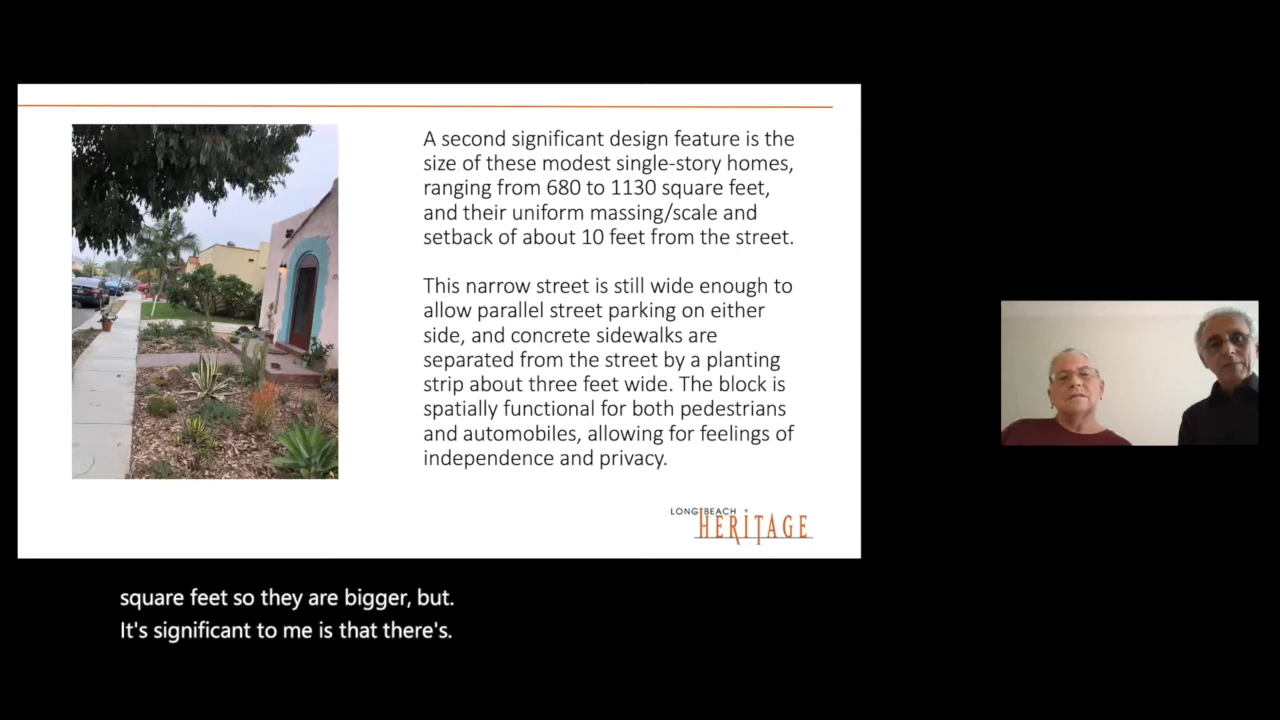 A second significant design feature is the
size of these modest single-story homes,
ranging from 680 to 1130 square feet,
and their uniform massing/scale and
setback of about 10 feet from the street.
This narrow street is still wide enough to
allow parallel street parking on either
side, and concrete sidewalks are
separated from the street by a planting
strip about three feet wide. The block is
spatially functional for both pedestrians
and automobiles, allowing for feelings of
independence and privacy.
LONG BEACH
HERITAGE
square feet so they are bigger, but.
It's significant to me is that there's.